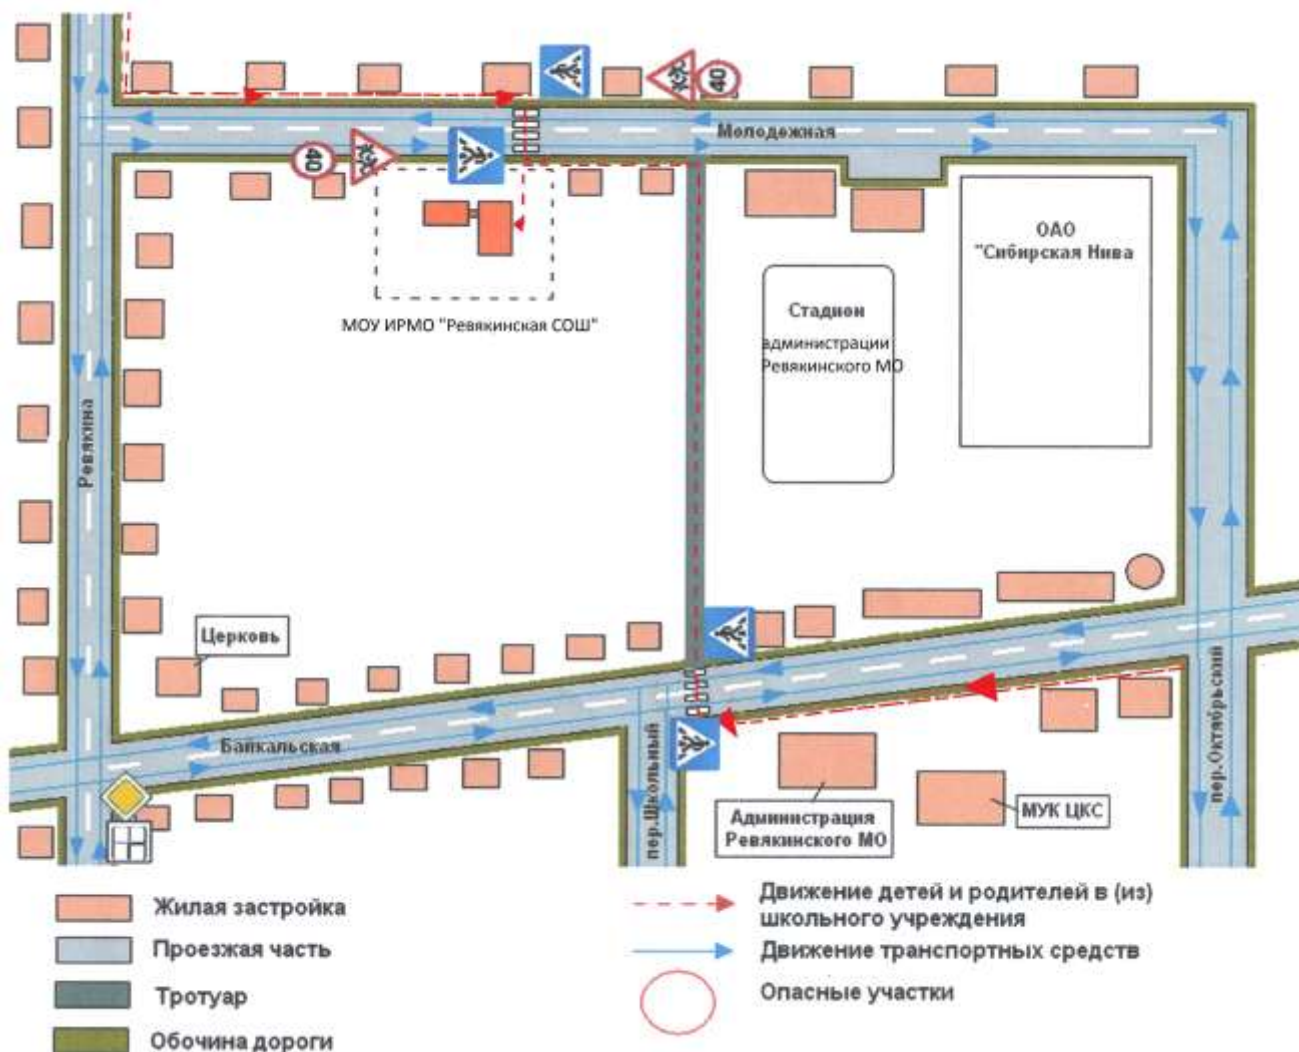 40
Молодежная
40
ОАО
"Сибирская Нива
МОУ ИРМО "Ревякинская СОШ"
Стадион
администрации
Ревякинского МО
Ревякина
Церковь
Байкальская
пер.Школьный
пер.Октябрьский
Администрация
Ревякинского МО
МУК ЦКС
Жилая застройка
Проезжая часть
Тротуар
Обочина дороги
Движение детей и родителей в (из)
школьного учреждения
Движение транспортных средств
Опасные участки